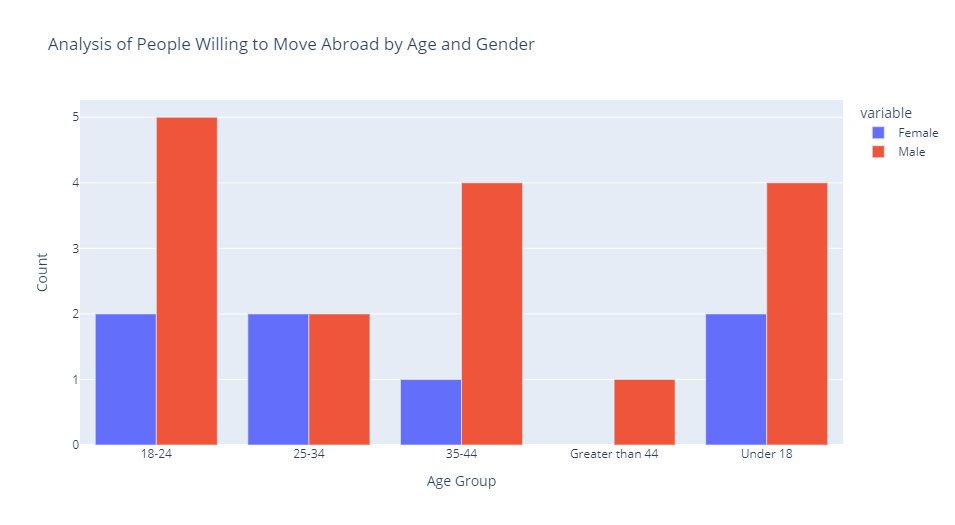 Analysis of People Willing to Move Abroad by Age and Gender
variable
Female
Male
5
4
3
2
1
0
Count
18-24
25-34
35-44
Greater than 44
Under 18
Age Group